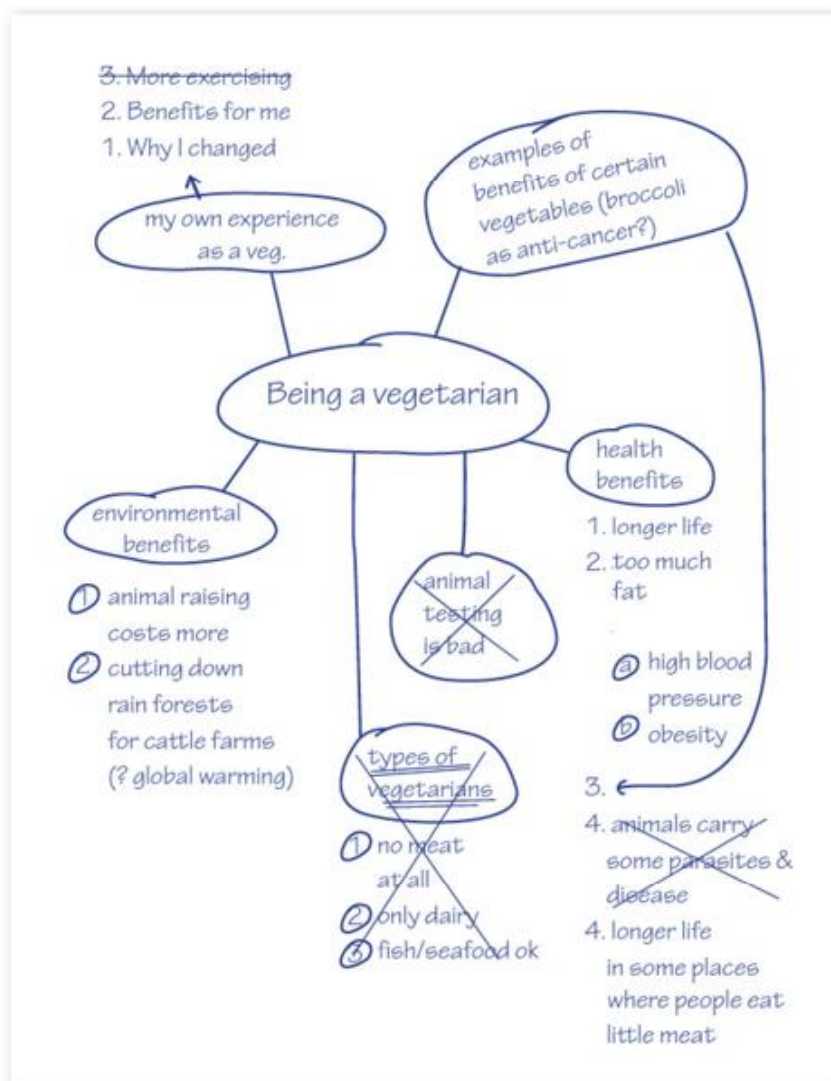 3. More exercising
2. Benefits for me
1. Why I changed
my own experience
as a veg.
examples of
benefits of certain
vegetables (broccoli
as anti-cancer?)
Being a vegetarian
environmental
benefits
1 animal raising
costs more
2 cutting down
rain forests
for cattle farms
(? global warming)
types of
vegetarians
1 no meat
at all
2 only dairy
3 fish/seafood ok
animal
testing
is bad
health
benefits
1. longer life
2. too much
fat
a high blood
pressure
b obesity
3.
4. animals carry
some parasites &
disease
4. longer life
in some places
where people eat
little meat